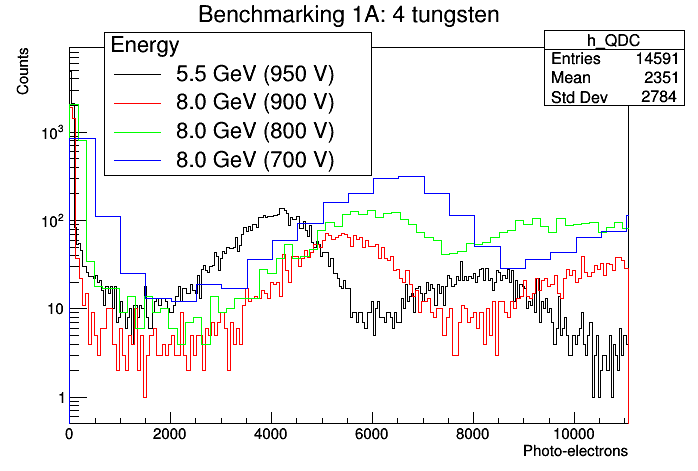 Benchmarking 1A: 4 tungsten
h_QDC
Entries 14591
Mean 2351
Std Dev 2784
Energy
5.5 GeV (950 V)
8.0 GeV (900 V)
8.0 GeV (800 V)
8.0 GeV (700 V)
Counts
10³
10²
10
1
0 2000 4000 6000 8000 10000
Photo-electrons